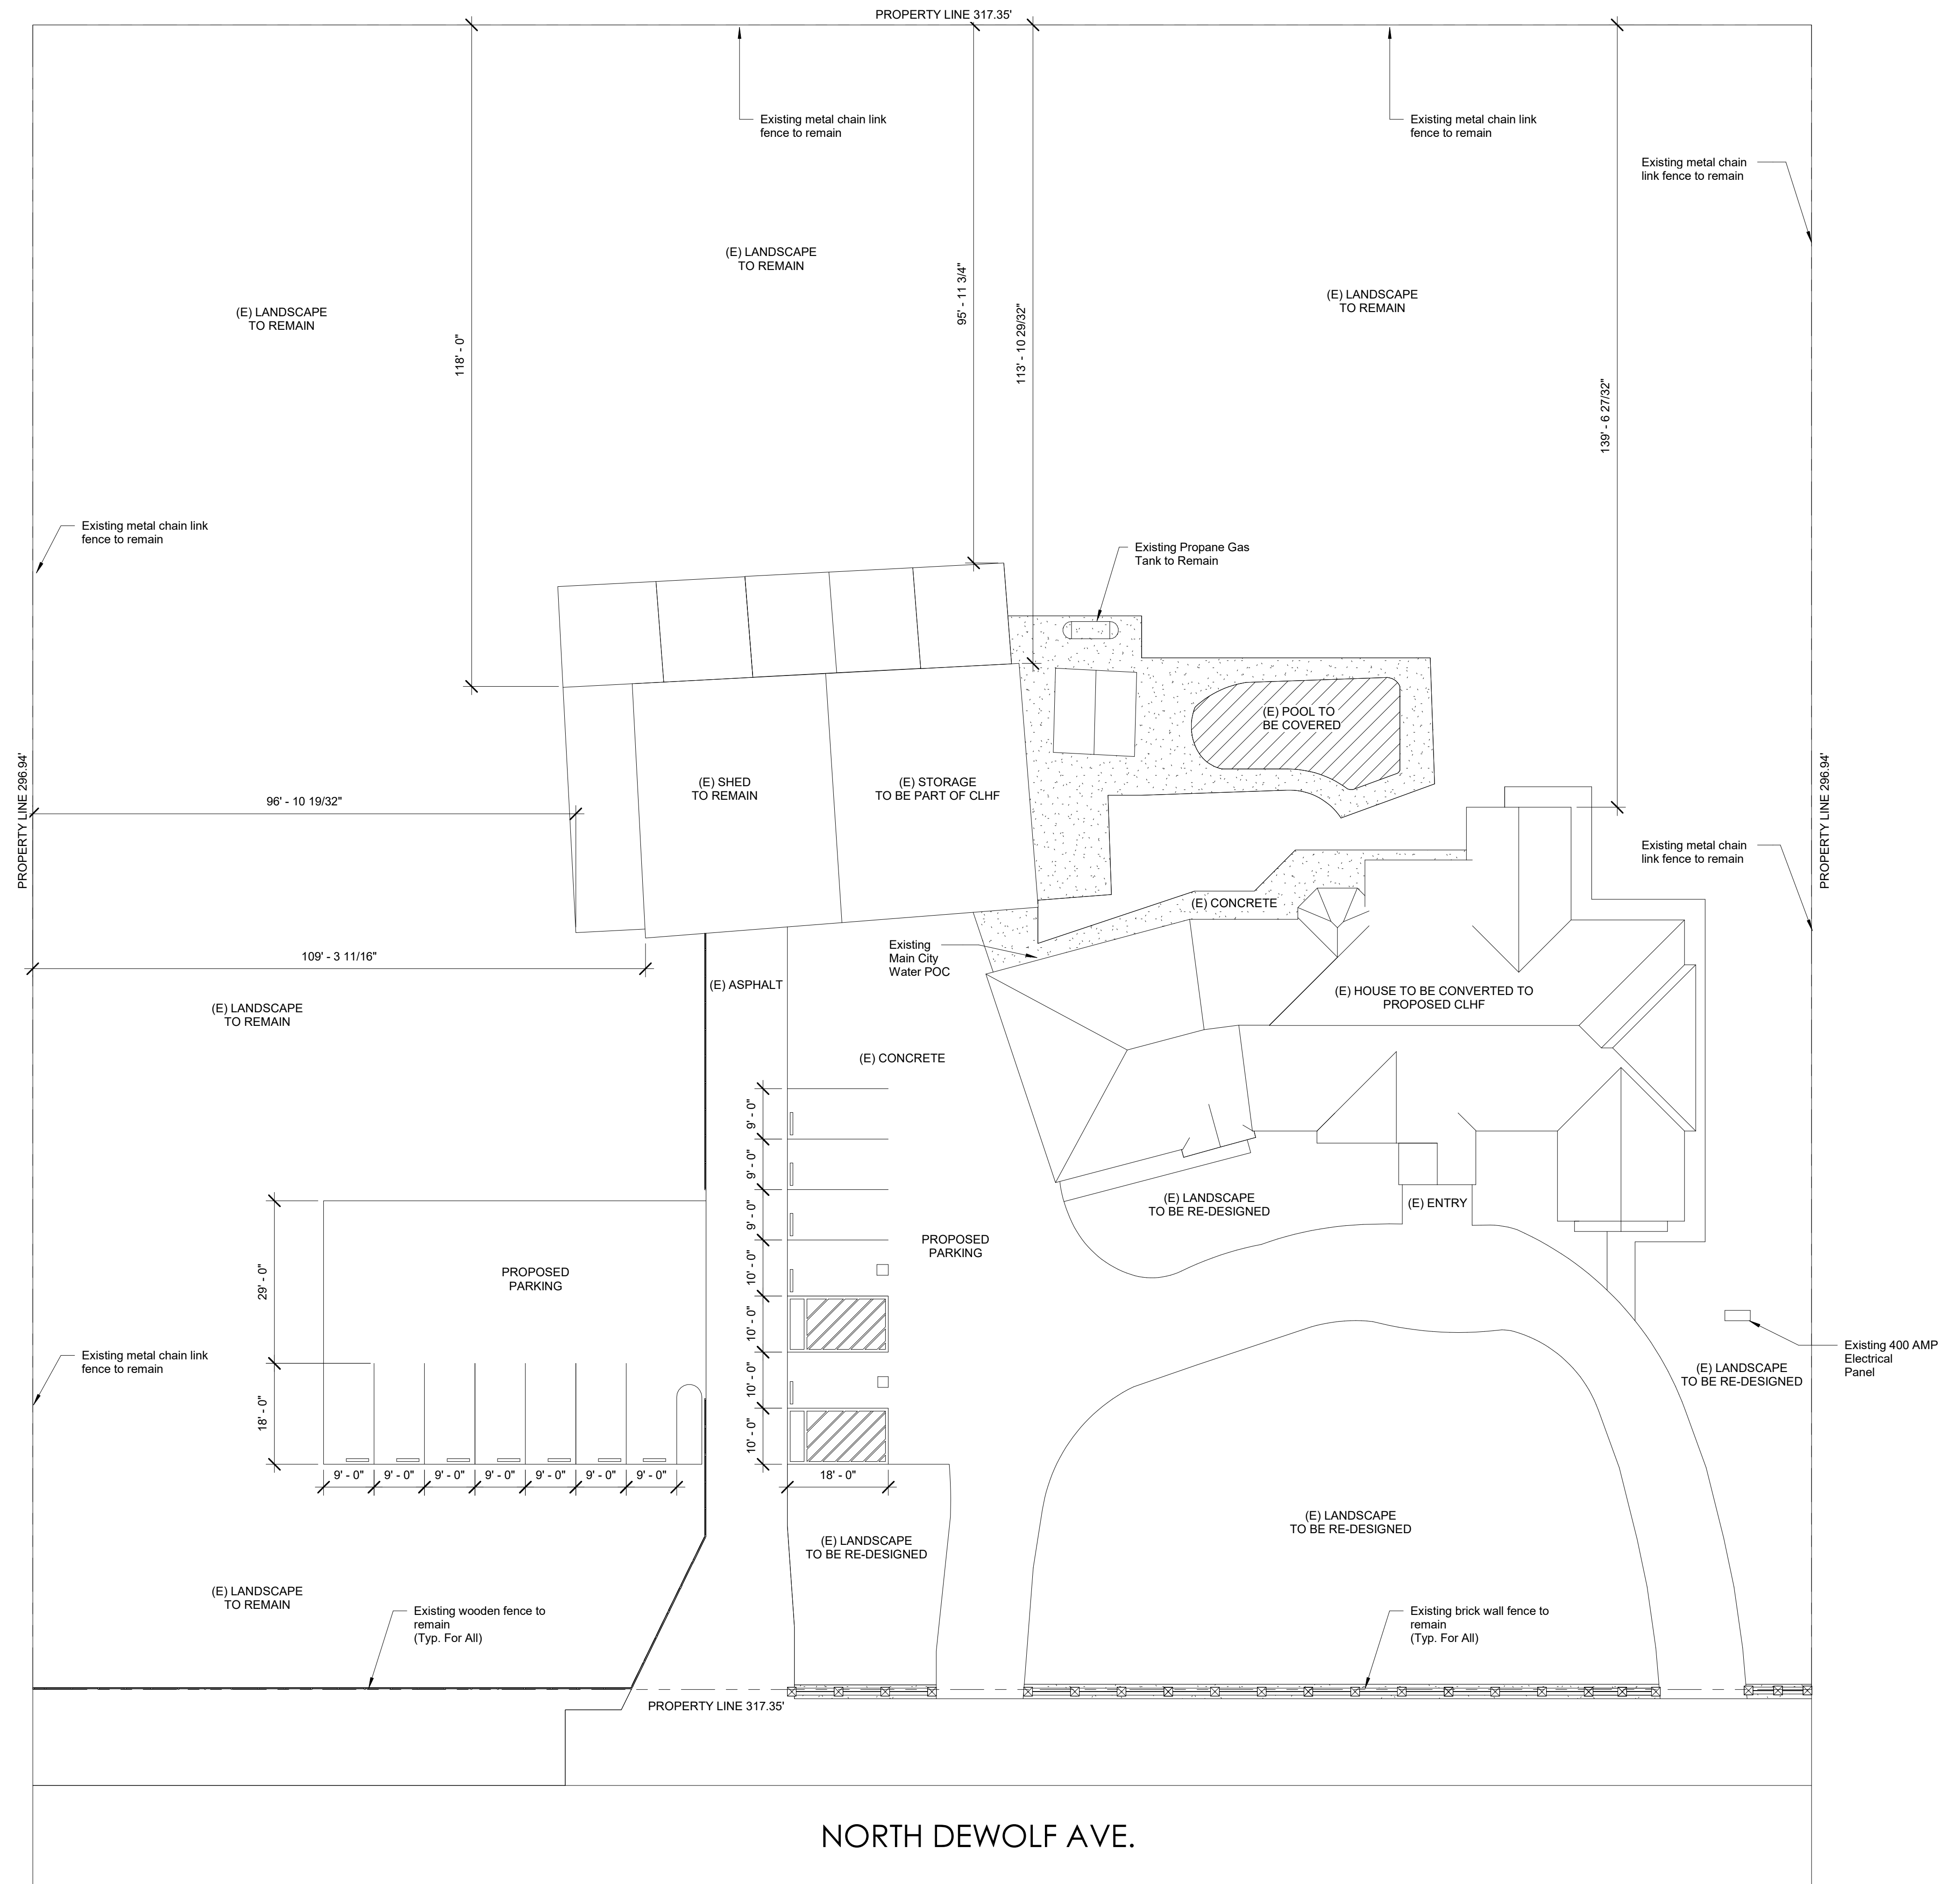 PROPERTY LINE 317.35'
Existing metal chain link
fence to remain
Existing metal chain link
fence to remain
Existing metal chain
link fence to remain
(E) LANDSCAPE
TO REMAIN
(E) LANDSCAPE
TO REMAIN
(E) LANDSCAPE
TO REMAIN
118' - 0"
95' - 11 3/4"
113' - 10 29/32"
139' - 6 27/32"
Existing metal chain link
fence to remain
Existing Propane Gas
Tank to Remain
(E) POOL TO
BE COVERED
(E) SHED
TO REMAIN
(E) STORAGE
TO BE PART OF CLHF
PROPERTY LINE 296.94'
96' - 10 19/32"
PROPERTY LINE 296.94'
Existing metal chain
link fence to remain
(E) CONCRETE
Existing
Main City
Water POC
109' - 3 11/16"
(E) ASPHALT
(E) HOUSE TO BE CONVERTED TO
PROPOSED CLHF
(E) LANDSCAPE
TO REMAIN
(E) CONCRETE
9' - 0"
9' - 0"
9' - 0"
10' - 0"
10' - 0"
10' - 0"
10' - 0"
18' - 0"
(E) LANDSCAPE
TO BE RE-DESIGNED
(E) ENTRY
PROPOSED
PARKING
PROPOSED
PARKING
29' - 0"
18' - 0"
9' - 0"
9' - 0"
9' - 0"
9' - 0"
9' - 0"
9' - 0"
9' - 0"
Existing metal chain link
fence to remain
Existing 400 AMP
Electrical
Panel
(E) LANDSCAPE
TO BE RE-DESIGNED
(E) LANDSCAPE
TO BE RE-DESIGNED
(E) LANDSCAPE
TO BE RE-DESIGNED
(E) LANDSCAPE
TO REMAIN
Existing wooden fence to
remain
(Typ. For All)
Existing brick wall fence to
remain
(Typ. For All)
PROPERTY LINE 317.35'
NORTH DEWOLF AVE.